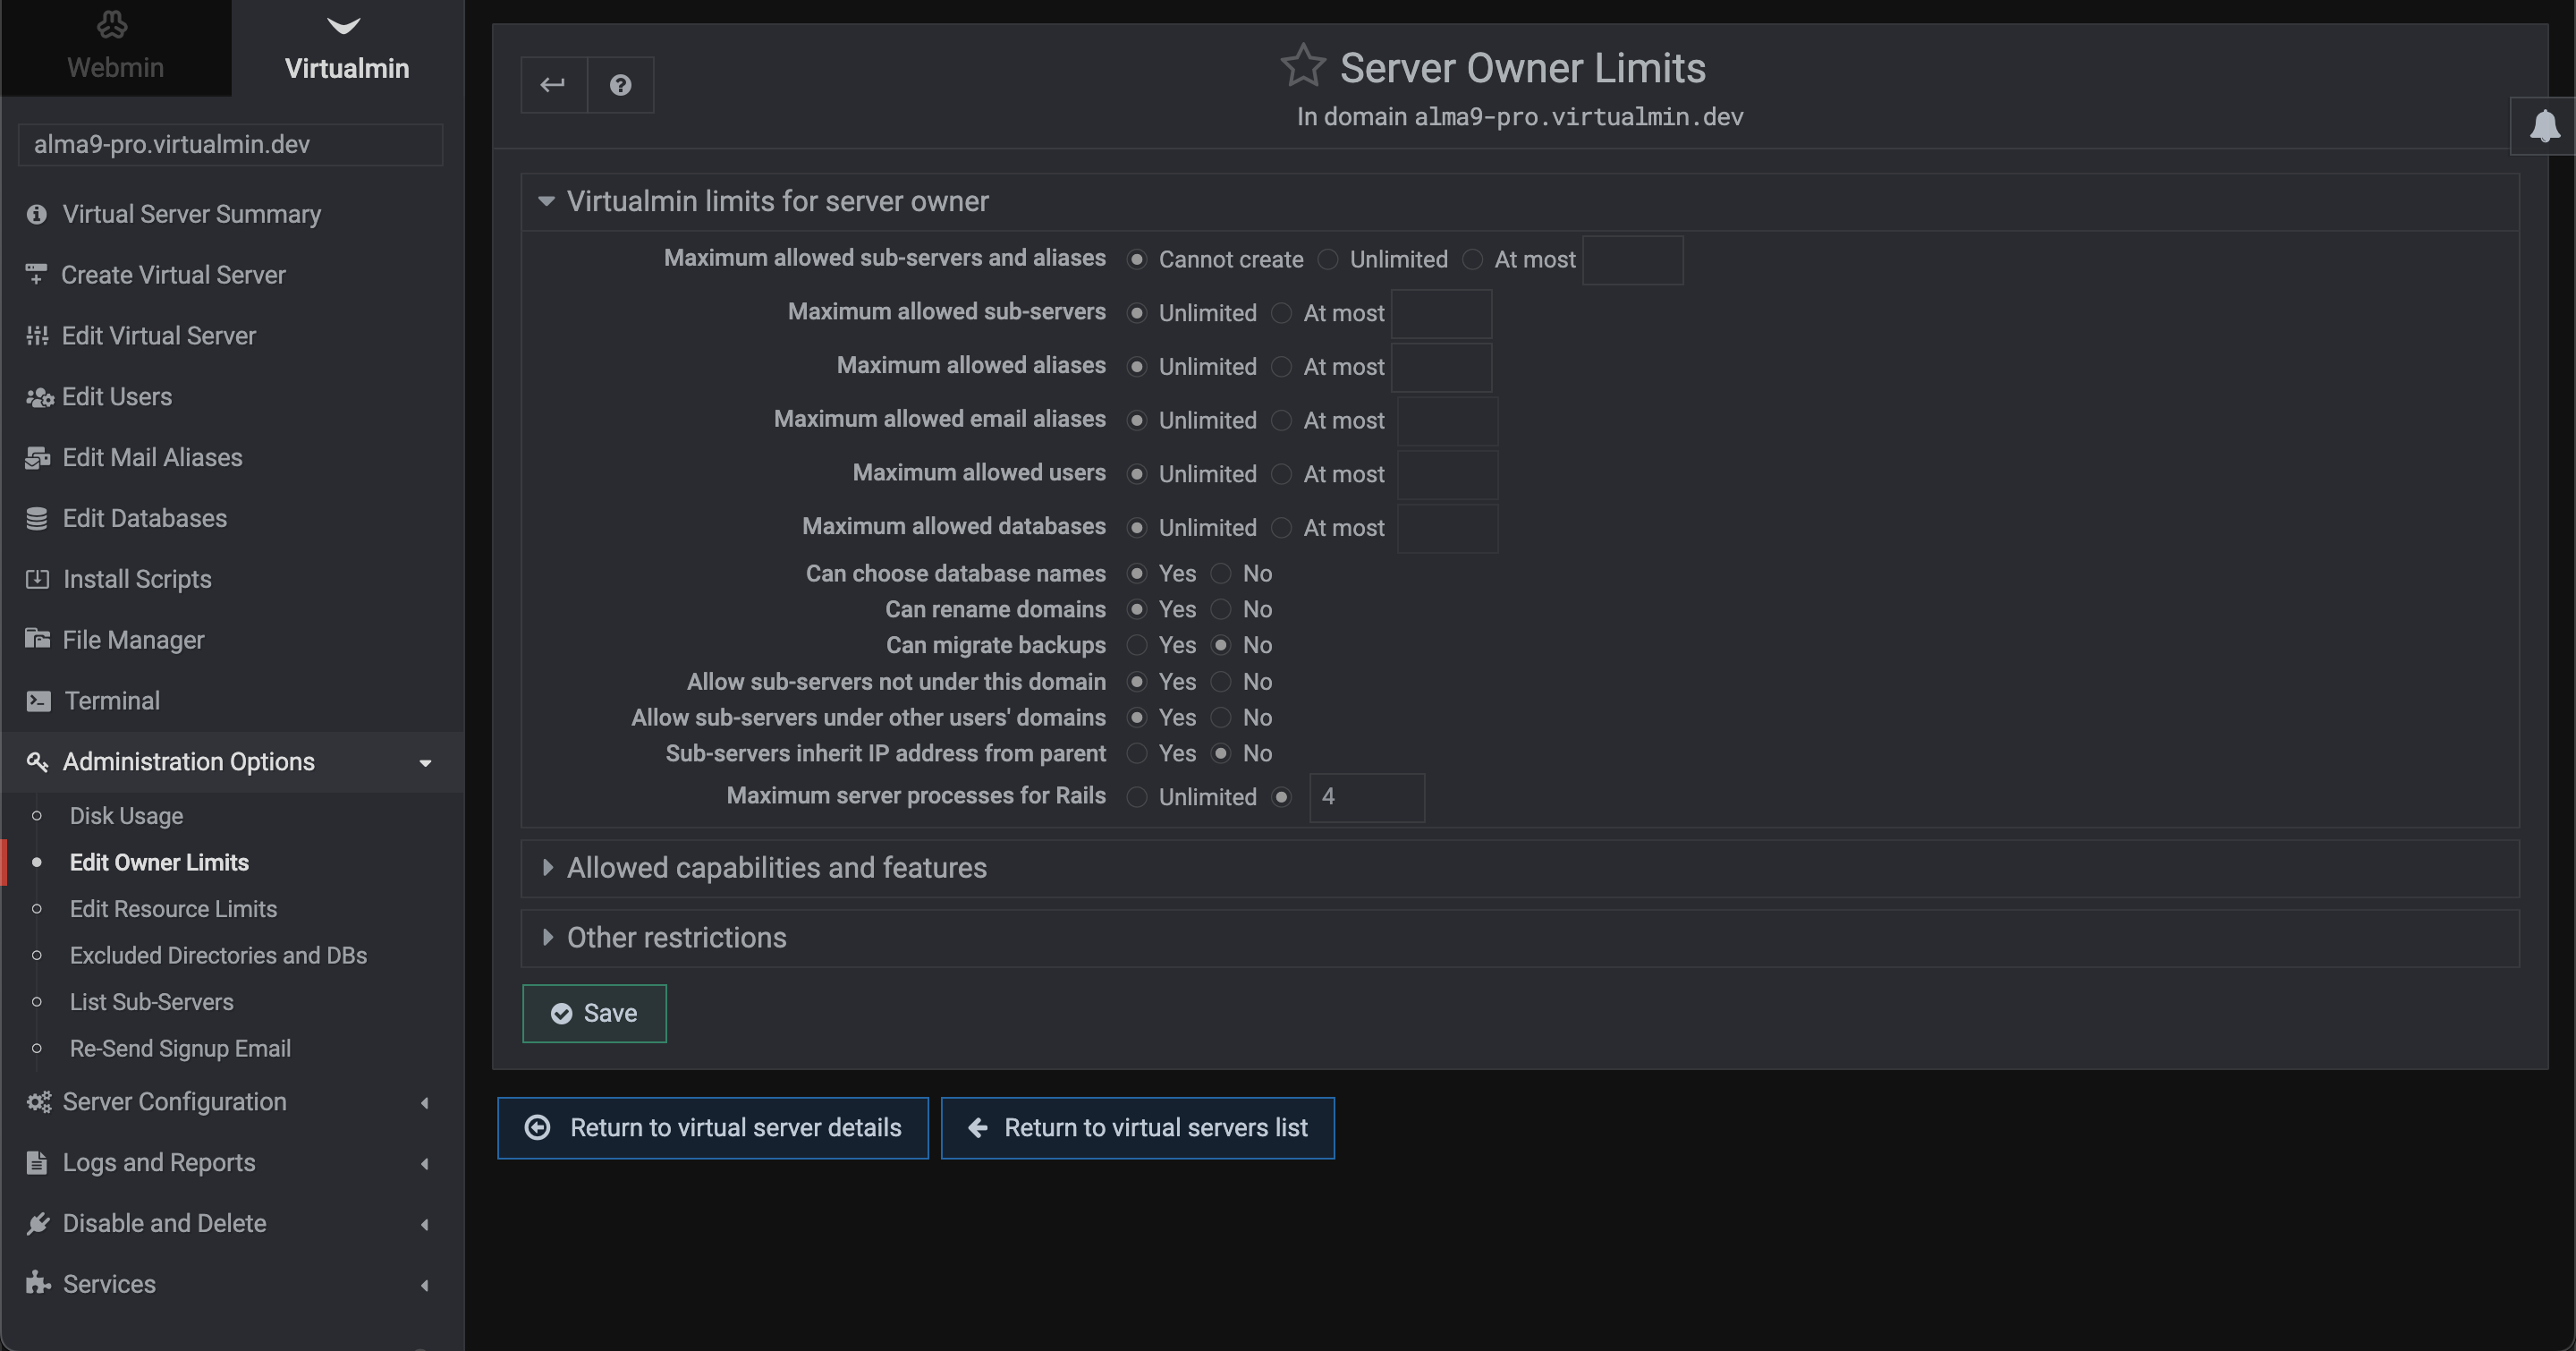 Webmin
Virtualmin
alma9-pro.virtualmin.dev
Virtual Server Summary
Create Virtual Server
Edit Virtual Server
Edit Users
Edit Mail Aliases
Edit Databases
Install Scripts
File Manager
Terminal
Administration Options
Disk Usage
Edit Owner Limits
Edit Resource Limits
Excluded Directories and DBs
List Sub-Servers
Re-Send Signup Email
Server Configuration
Logs and Reports
Disable and Delete
Services
Server Owner Limits
In domain alma9-pro.virtualmin.dev
Virtualmin limits for server owner
Maximum allowed sub-servers and aliases Cannot create Unlimited At most
Maximum allowed sub-servers Unlimited At most
Maximum allowed aliases Unlimited At most
Maximum allowed email aliases Unlimited At most
Maximum allowed users Unlimited At most
Maximum allowed databases Unlimited At most
Can choose database names Yes No
Can rename domains Yes No
Can migrate backups Yes No
Allow sub-servers not under this domain Yes No
Allow sub-servers under other users' domains Yes No
Sub-servers inherit IP address from parent Yes No
Maximum server processes for Rails Unlimited 4
Allowed capabilities and features
Other restrictions
Save
Return to virtual server details
Return to virtual servers list